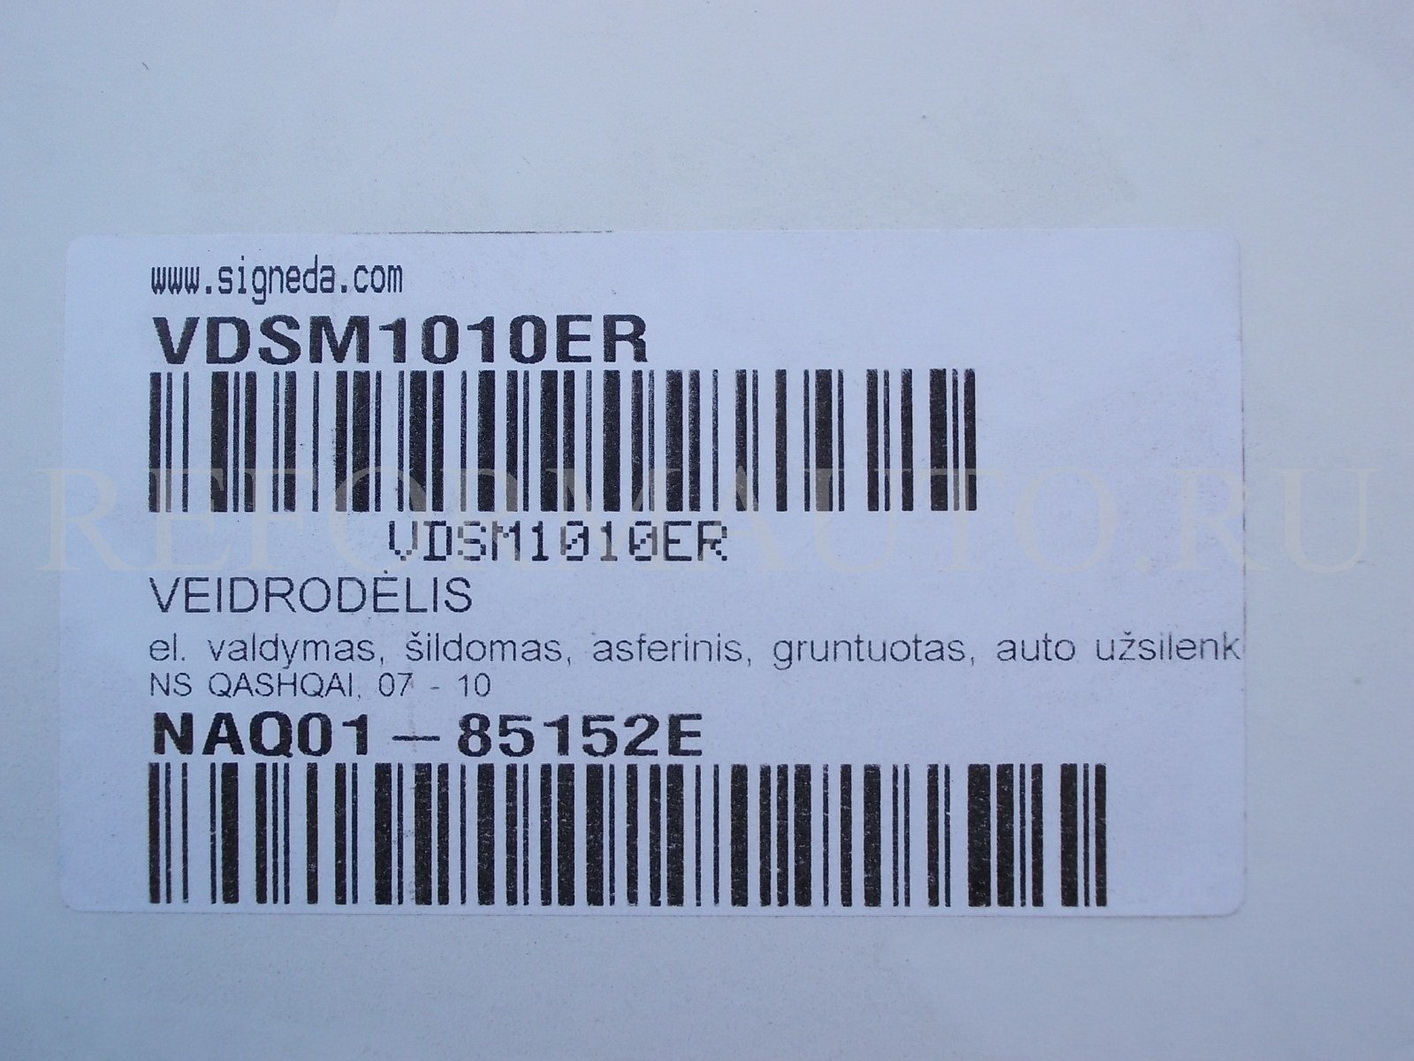 www.signeda.com
VDSM1010ER
VDSM1010ER
REFORMAUTO.RU
VEIDRODĖLIS
el. valdymas, šildomas, asferinis, gruntuotas, auto užsilenk
NS QASHQAI, 07 - 10
NAQ01-85152E